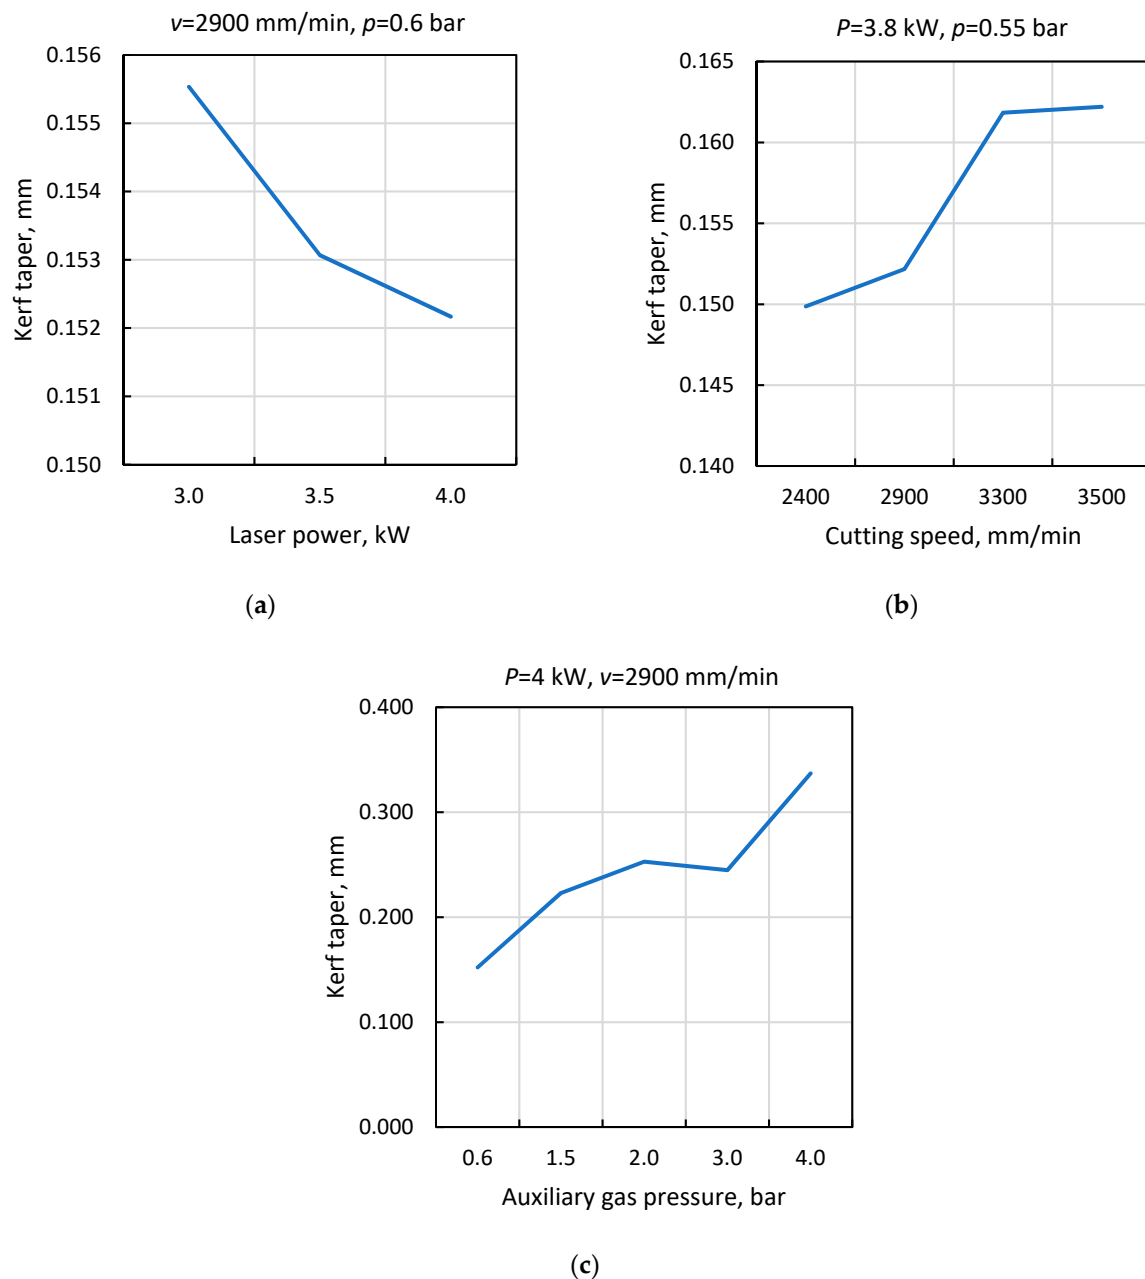 v=2900 mm/min, p=0.6 bar
0.156
0.155
0.154
0.153
0.152
0.151
0.150
Kerf taper, mm
3.0 3.5 4.0
Laser power, kW
(a)
P=3.8 kW, p=0.55 bar
0.165
0.160
0.155
0.150
0.145
0.140
Kerf taper, mm
2400 2900 3300 3500
Cutting speed, mm/min
(b)
P=4 kW, v=2900 mm/min
0.400
0.300
0.200
0.100
0.000
Kerf taper, mm
0.6 1.5 2.0 3.0 4.0
Auxiliary gas pressure, bar
(c)